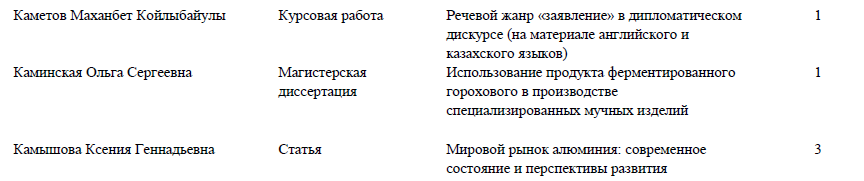 Каметов Маханбет Койлыбайулы Курсовая работа Речевой жанр «заявление» в дипломатическом 1
дискурсе (на материале английского и
казахского языков)
Каминская Ольга Сергеевна Магистерская Использование продукта ферментированного 1
диссертация горохового в производстве
специализированных мучных изделий
Камышова Ксения Геннадьевна Статья Мировой рынок алюминия: современное 3
состояние и перспективы развития